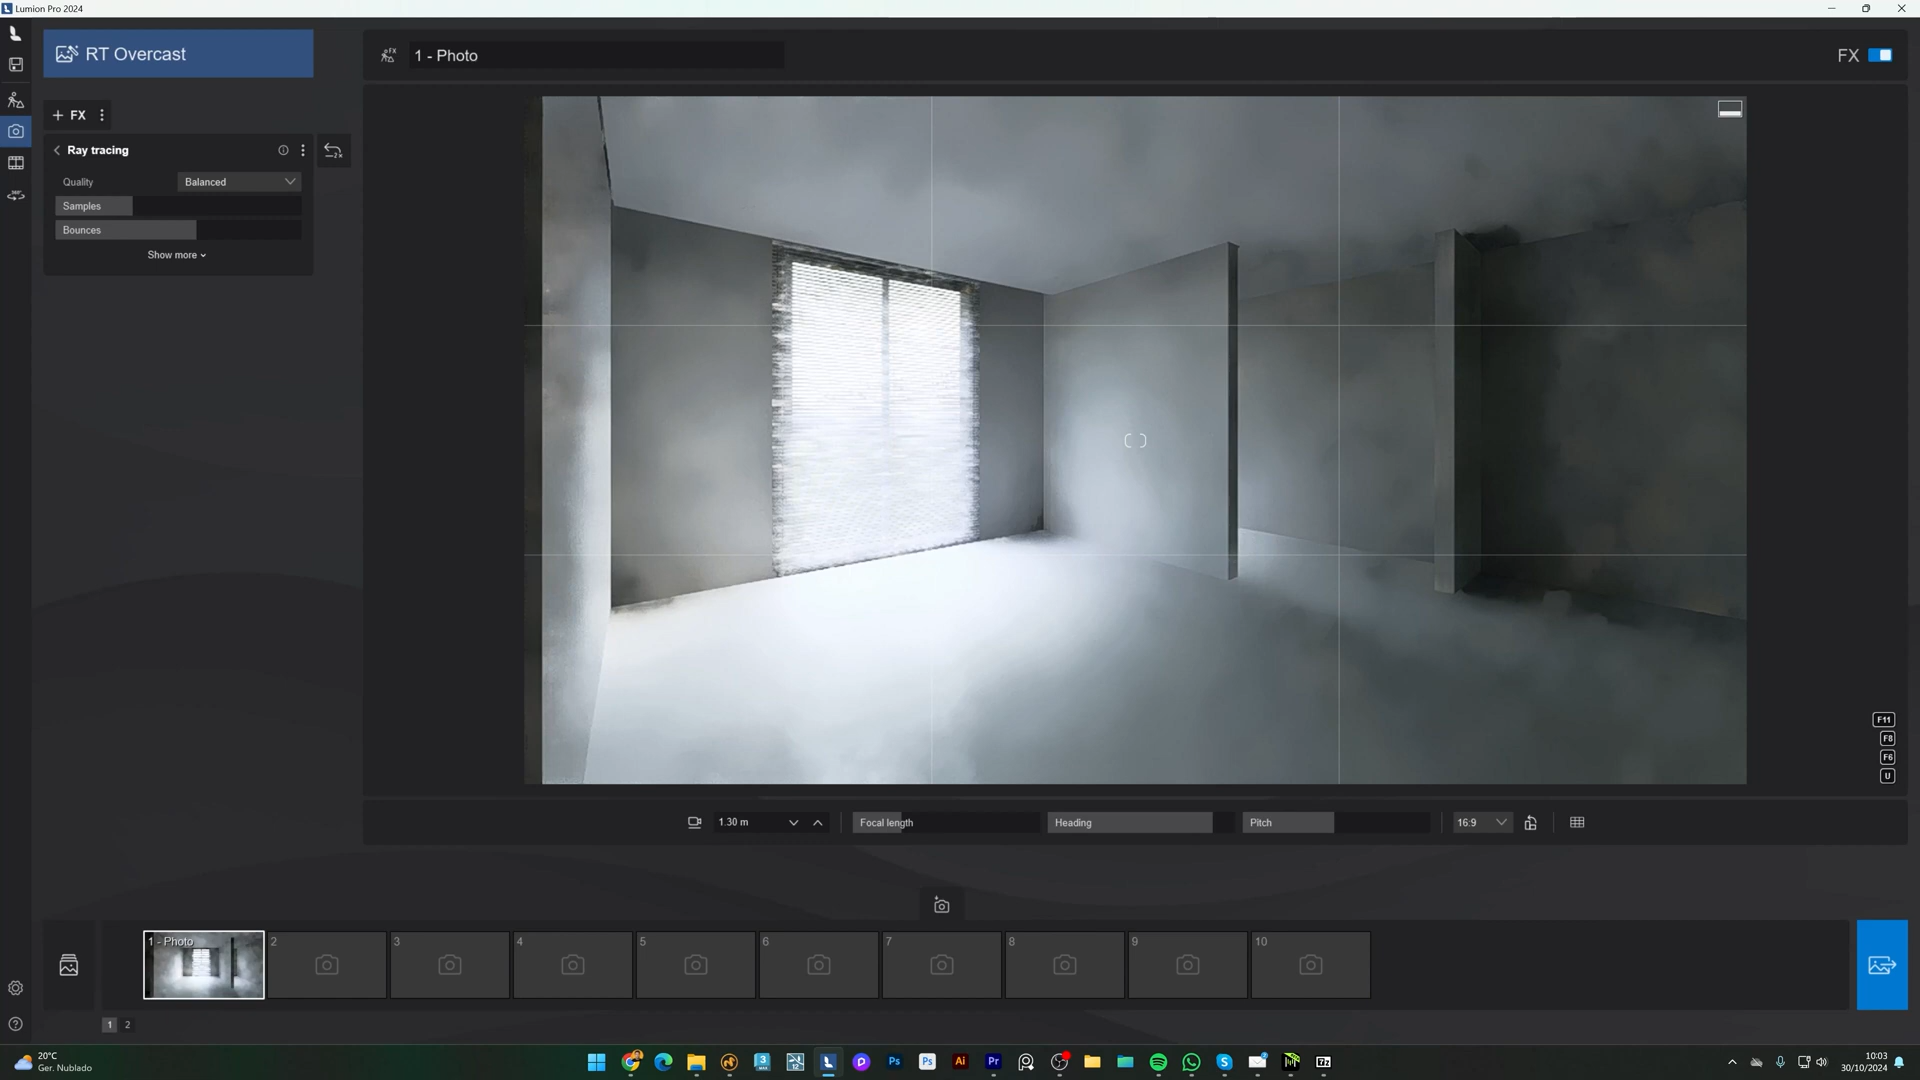 Lumion Pro 2024
RT Overcast
1 - Photo
FX
FX
Ray tracing
Quality
Balanced
Samples
Bounces
Show more
F11
F8
F6
U
1.30 m
Focal length
Heading
Pitch
16:9
1 - Photo
2
3
4
5
6
7
8
9
10
1
2
20°C
Ger. Nublado
10:03
30/10/2024